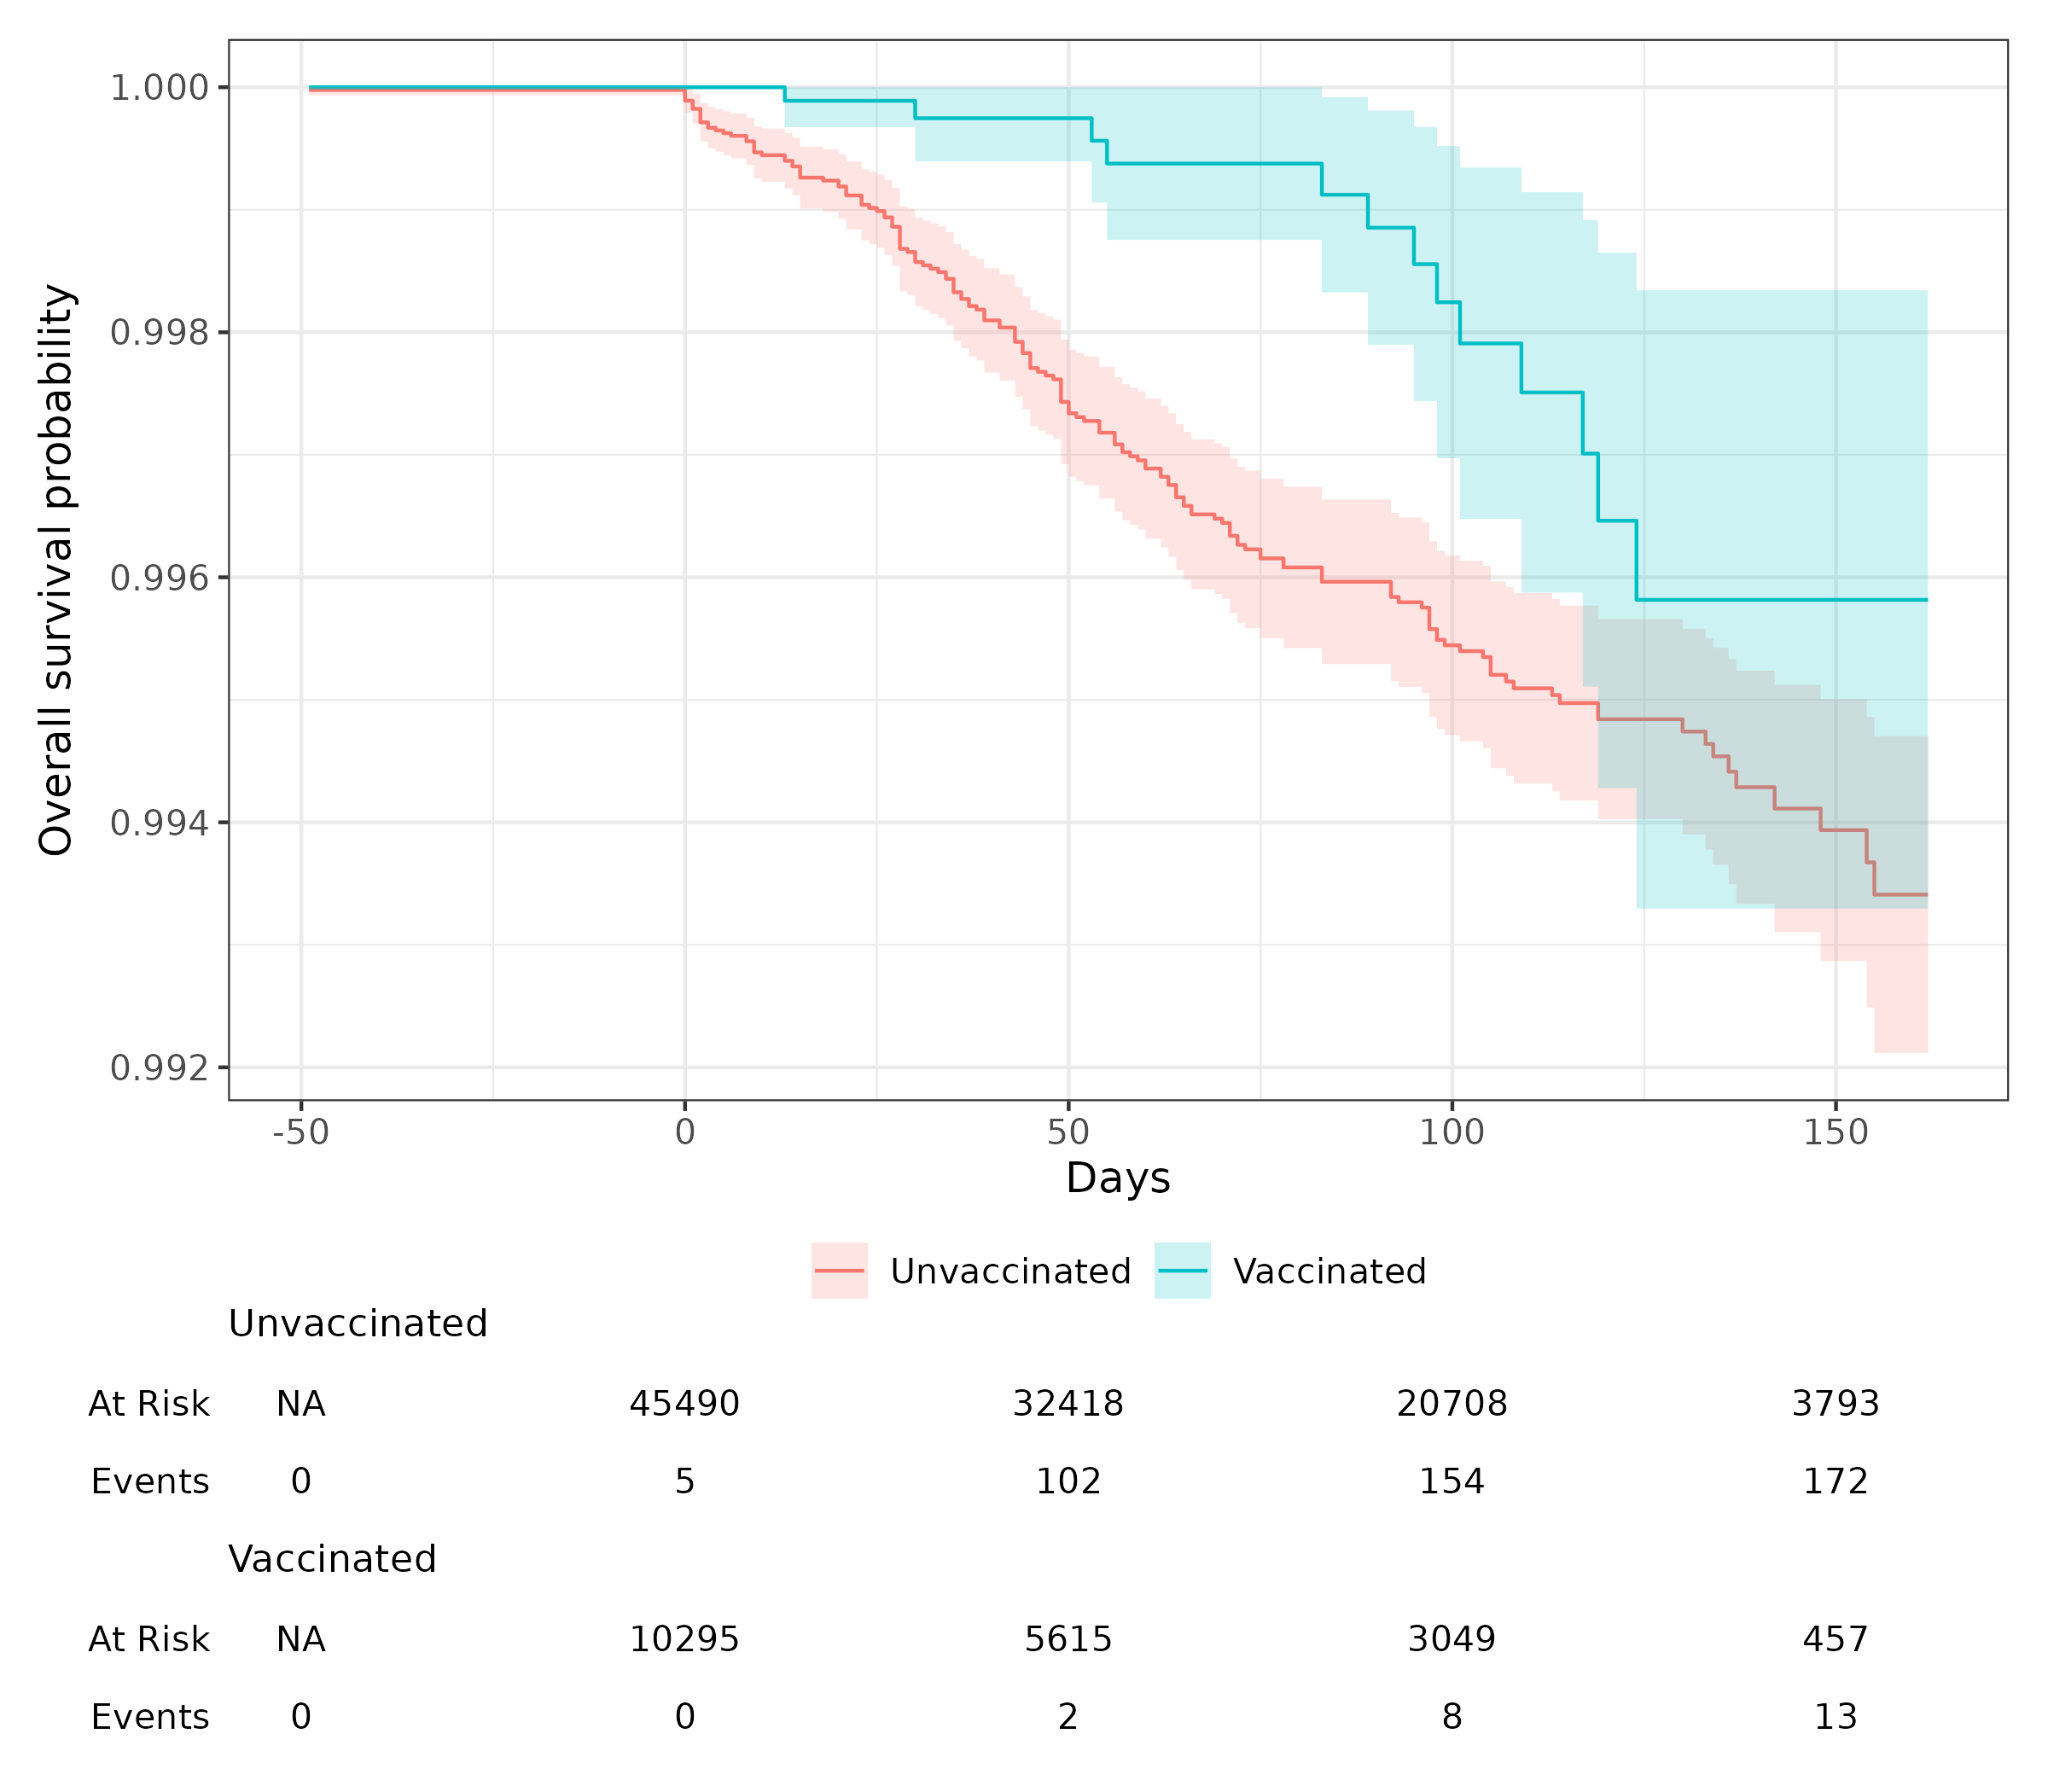 Overall survival probability
1.000
0.998
0.996
0.994
0.992
-50 0 50 100 150
Days
Unvaccinated Vaccinated
Unvaccinated
At Risk NA 45490 32418 20708 3793
Events 0 5 102 154 172
Vaccinated
At Risk NA 10295 5615 3049 457
Events 0 0 2 8 13